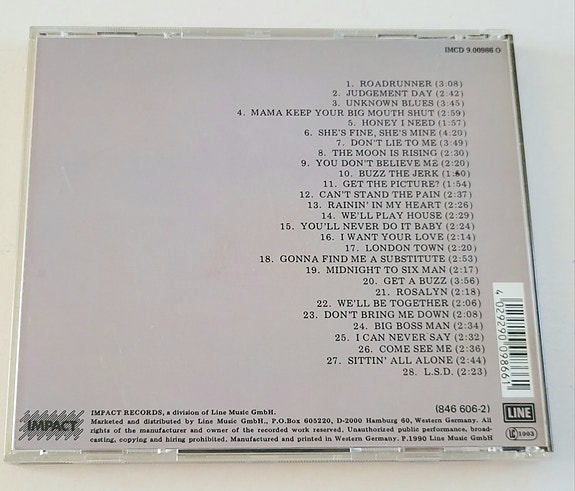 IMCD 9.00986 O
1. ROADRUNNER (3:08)
2. JUDGEMENT DAY (2:42)
3. UNKNOWN BLUES (3:45)
4. MAMA KEEP YOUR BIG MOUTH SHUT (2:59)
5. HONEY I NEED (1:57)
6. SHE'S FINE, SHE'S MINE (4:20)
7. DON'T LIE TO ME (3:49)
8. THE MOON IS RISING (2:30)
9. YOU DON'T BELIEVE ME (2:20)
10. BUZZ THE JERK (1:50)
11. GET THE PICTURE? (1:54)
12. CAN'T STAND THE PAIN (2:37)
13. RAININ' IN MY HEART (2:26)
14. WE'LL PLAY HOUSE (2:29)
15. YOU'LL NEVER DO IT BABY (2:24)
16. I WANT YOUR LOVE (2:14)
17. LONDON TOWN (2:20)
18. GONNA FIND ME A SUBSTITUTE (2:53)
19. MIDNIGHT TO SIX MAN (2:17)
20. GET A BUZZ (3:56)
21. ROSALYN (2:18)
22. WE'LL BE TOGETHER (2:06)
23. DON'T BRING ME DOWN (2:08)
24. BIG BOSS MAN (2:34)
25. I CAN NEVER SAY (2:32)
26. COME SEE ME (2:36)
27. SITTIN' ALL ALONE (2:44)
28. L.S.D. (2:23)
4 029290 098661
(846 606-2)
IMPACT
IMPACT RECORDS, a division of Line Music GmbH.
Marketed and distributed by Line Music GmbH., P.O.Box 605220, D-2000 Hamburg 60, Western Germany. All
rights of the manufacturer and owner of the recorded work reserved. Unauthorized public performance, broad-
casting, copying and hiring prohibited. Manufactured and printed in Western Germany. P.1990 Line Music GmbH
LINE
LC 1003